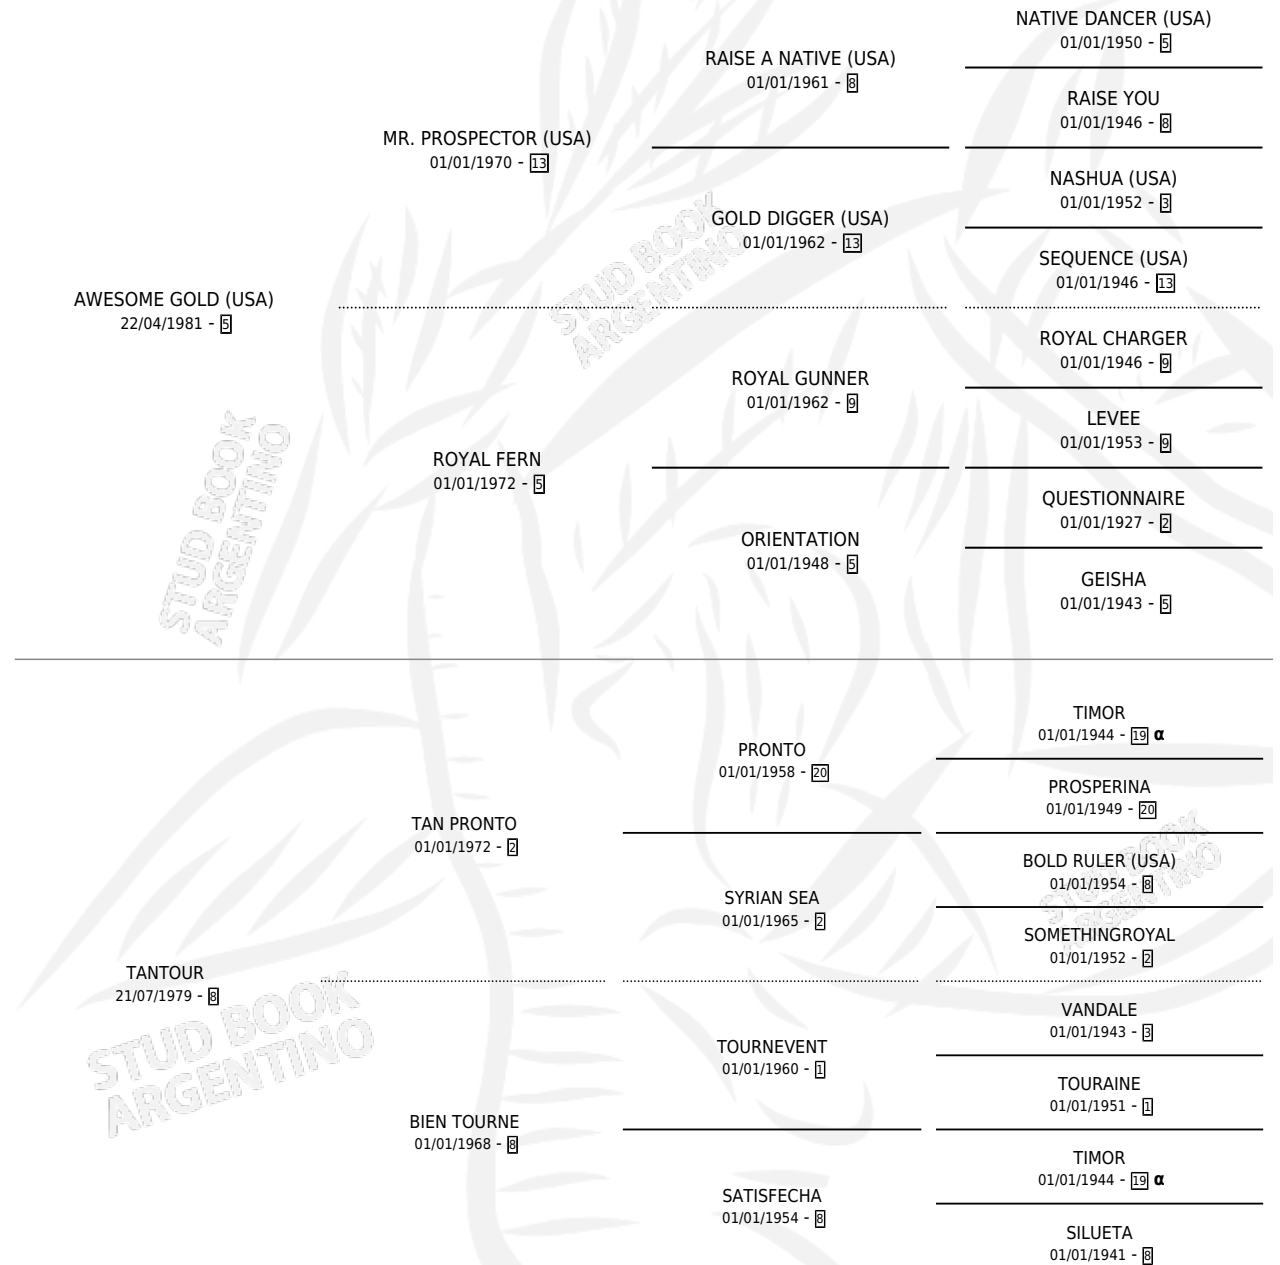 NATIVE DANCER (USA)
01/01/1950 - 5
RAISE A NATIVE (USA)
01/01/1961 - 8
RAISE YOU
01/01/1946 - 8
MR. PROSPECTOR (USA)
01/01/1970 - 13
NASHUA (USA)
01/01/1952 - 3
GOLD DIGGER (USA)
01/01/1962 - 13
SEQUENCE (USA)
01/01/1946 - 13
STUD BOOK
ARGENTINO
AWESOME GOLD (USA)
22/04/1981 - 5
ROYAL CHARGER
01/01/1946 - 9
ROYAL GUNNER
01/01/1962 - 9
LEVEE
01/01/1953 - 9
ROYAL FERN
01/01/1972 - 5
QUESTIONNAIRE
01/01/1927 - 2
ORIENTATION
01/01/1948 - 5
GEISHA
01/01/1943 - 5
STUD BOOK
ARGENTINO
TIMOR
01/01/1944 - 19 α
PRONTO
01/01/1958 - 20
PROSPERINA
01/01/1949 - 20
TAN PRONTO
01/01/1972 - 2
BOLD RULER (USA)
01/01/1954 - 8
SYRIAN SEA
01/01/1965 - 2
SOMETHINGROYAL
01/01/1952 - 2
STUD BOOK
ARGENTINO
TANTOUR
21/07/1979 - 8
VANDALE
01/01/1943 - 3
TOURNEVENT
01/01/1960 - 1
TOURAINE
01/01/1951 - 1
STUD BOOK
ARGENTINO
BIEN TOURNE
01/01/1968 - 8
TIMOR
01/01/1944 - 19 α
SATISFECHA
01/01/1954 - 8
SILUETA
01/01/1941 - 8